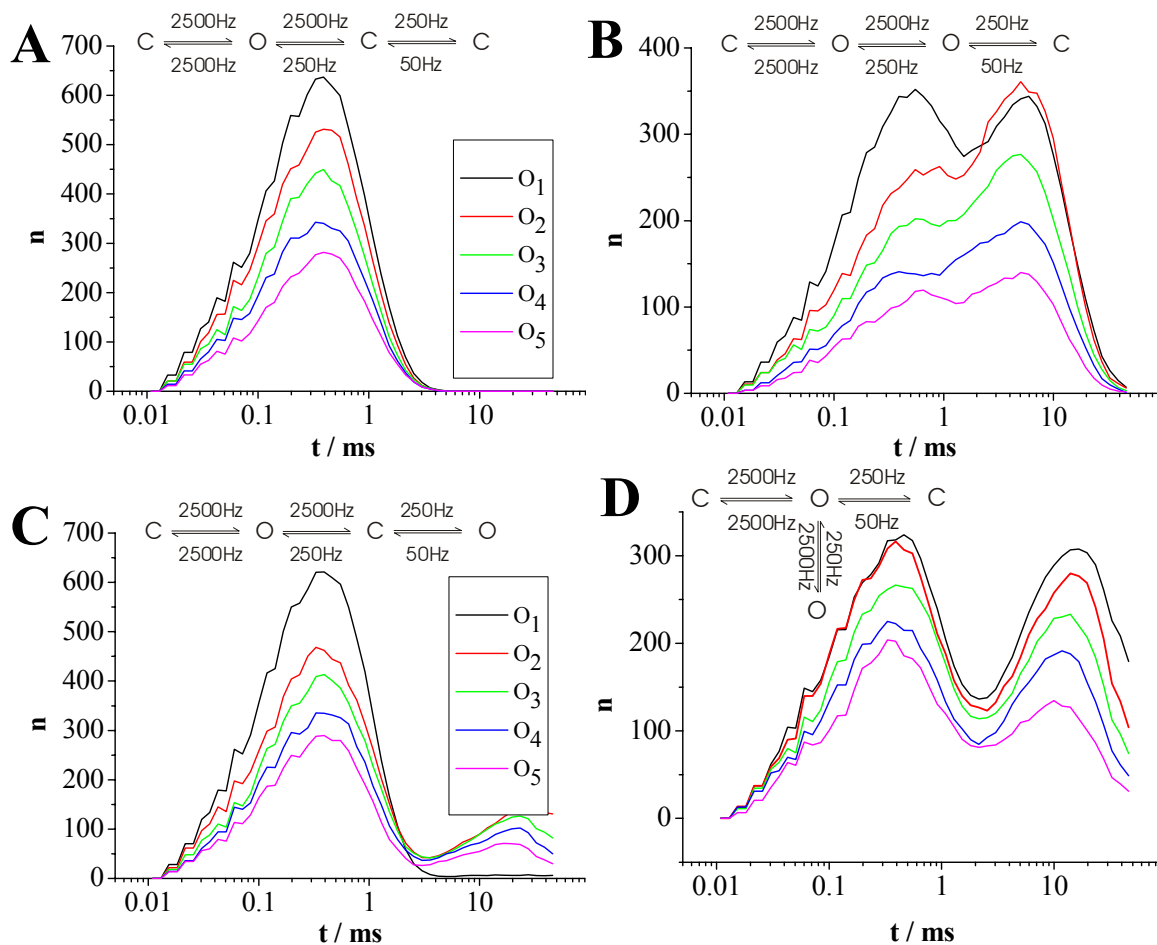 A
2500Hz 2500Hz 250Hz
C O C C
2500Hz 250Hz 50Hz
700
600
500
400
300
200
100
0
n
0.01 0.1 1 10
t / ms
O1
O2
O3
O4
O5
B
2500Hz 2500Hz 250Hz
C O O C
2500Hz 250Hz 50Hz
400
300
200
100
0
n
0.01 0.1 1 10
t / ms
C
2500Hz 2500Hz 250Hz
C O C O
2500Hz 250Hz 50Hz
700
600
500
400
300
200
100
0
n
0.01 0.1 1 10
t / ms
O1
O2
O3
O4
O5
D
2500Hz 250Hz
C O C
2500Hz 50Hz
2500Hz 250Hz
O
300
200
100
0
n
0.01 0.1 1 10
t / ms